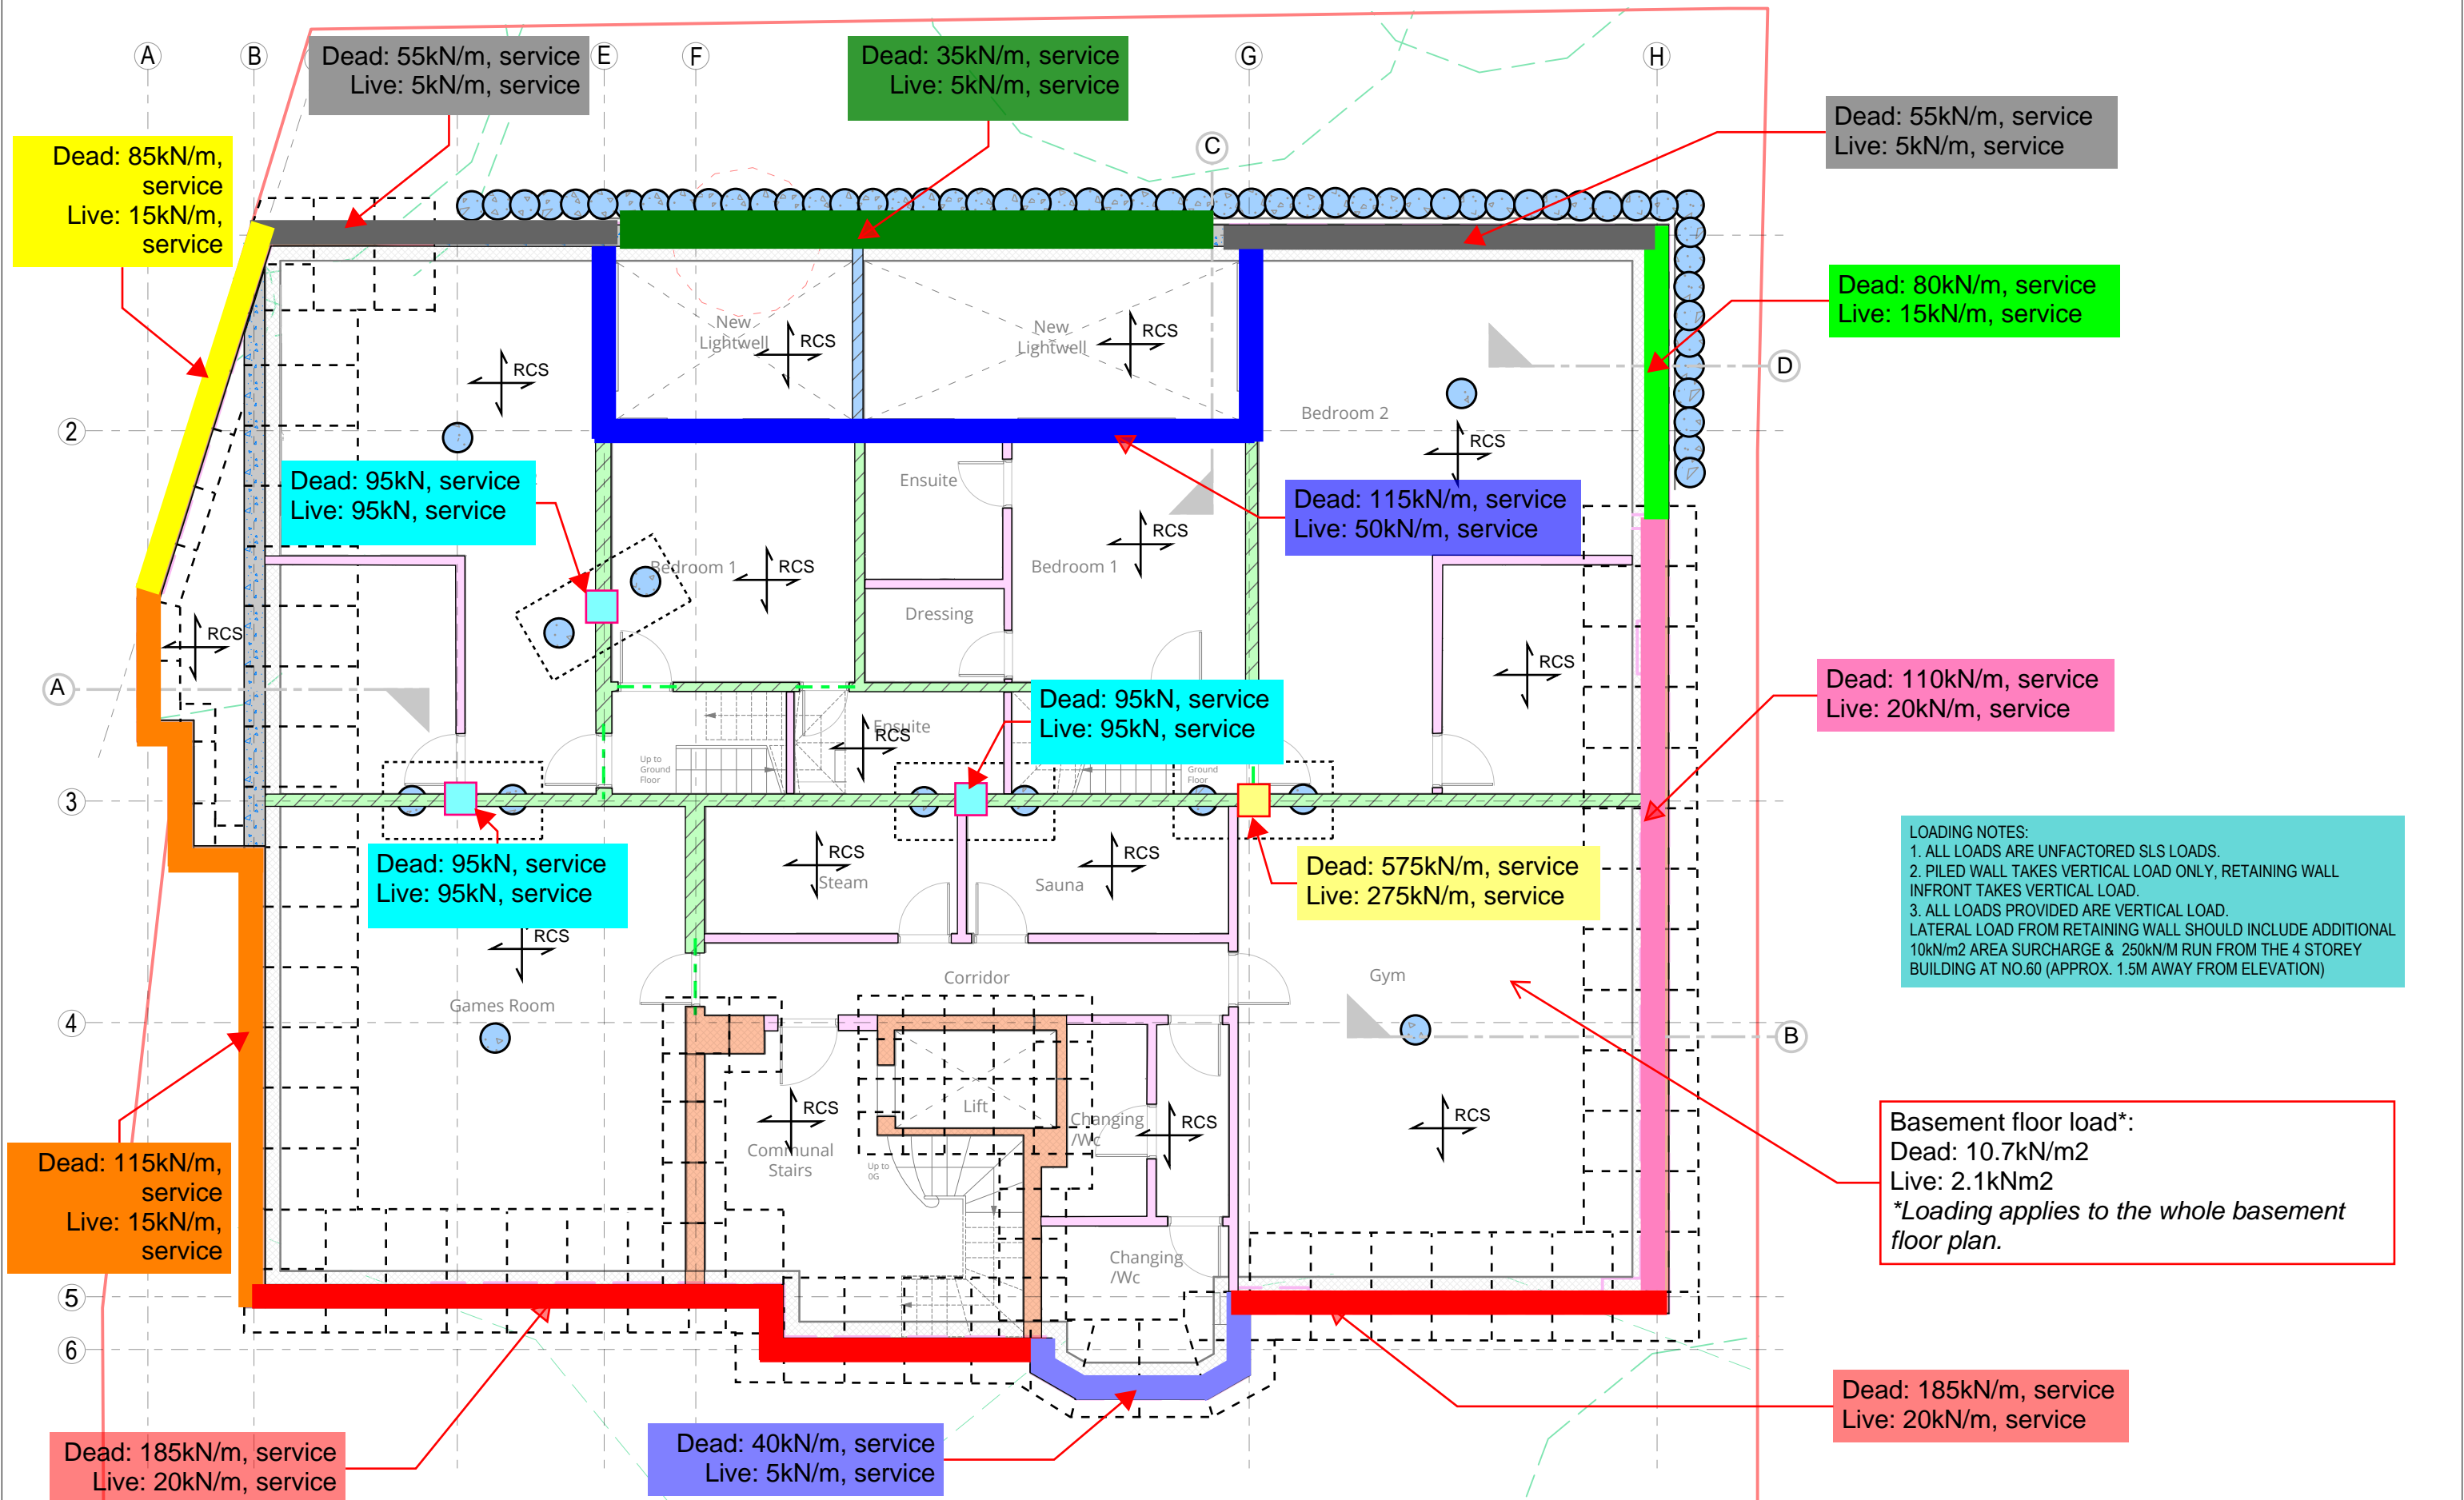 A
B
E
F
G
H
Dead: 55kN/m, service
Live: 5kN/m, service
Dead: 35kN/m, service
Live: 5kN/m, service
Dead: 55kN/m, service
Live: 5kN/m, service
Dead: 85kN/m,
service
Live: 15kN/m,
service
C
Dead: 80kN/m, service
Live: 15kN/m, service
New
Lightwell
RCS
New
Lightwell
RCS
RCS
D
2
Bedroom 2
RCS
Dead: 95kN, service
Live: 95kN, service
Ensuite
Dead: 115kN/m, service
Live: 50kN/m, service
RCS
Bedroom 1
RCS
Bedroom 1
Dressing
RCS
RCS
A
Dead: 95kN, service
Live: 95kN, service
Dead: 110kN/m, service
Live: 20kN/m, service
Ensuite
RCS
Up to
Ground
Floor
Ground
Floor
3
Dead: 95kN, service
Live: 95kN, service
RCS
Steam
RCS
Sauna
Dead: 575kN/m, service
Live: 275kN/m, service
LOADING NOTES:
1. ALL LOADS ARE UNFACTORED SLS LOADS.
2. PILED WALL TAKES VERTICAL LOAD ONLY, RETAINING WALL
INFRONT TAKES VERTICAL LOAD.
3. ALL LOADS PROVIDED ARE VERTICAL LOAD.
LATERAL LOAD FROM RETAINING WALL SHOULD INCLUDE ADDITIONAL
10kN/m2 AREA SURCHARGE & 250kN/M RUN FROM THE 4 STOREY
BUILDING AT NO.60 (APPROX. 1.5M AWAY FROM ELEVATION)
RCS
Corridor
Gym
Games Room
4
B
Lift
RCS
Communal
Stairs
Up to
0G
Changing
/Wc
RCS
RCS
Basement floor load*:
Dead: 10.7kN/m2
Live: 2.1kNm2
*Loading applies to the whole basement
floor plan.
Dead: 115kN/m,
service
Live: 15kN/m,
service
Changing
/Wc
5
6
Dead: 185kN/m, service
Live: 20kN/m, service
Dead: 40kN/m, service
Live: 5kN/m, service
Dead: 185kN/m, service
Live: 20kN/m, service